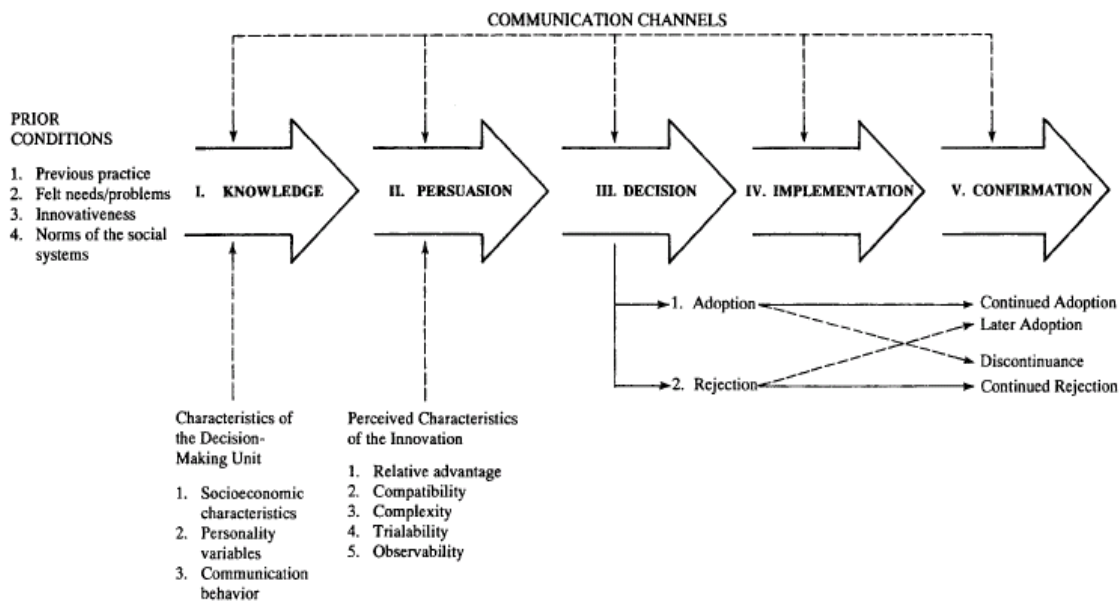 COMMUNICATION CHANNELS
PRIOR
CONDITIONS
1. Previous practice
2. Felt needs/problems
3. Innovativeness
4. Norms of the social
systems
I. KNOWLEDGE
II. PERSUASION
III. DECISION
IV. IMPLEMENTATION
V. CONFIRMATION
1. Adoption
2. Rejection
Continued Adoption
Later Adoption
Discontinuance
Continued Rejection
Characteristics of
the Decision-
Making Unit
1. Socioeconomic
characteristics
2. Personality
variables
3. Communication
behavior
Perceived Characteristics
of the Innovation
1. Relative advantage
2. Compatibility
3. Complexity
4. Trialability
5. Observability